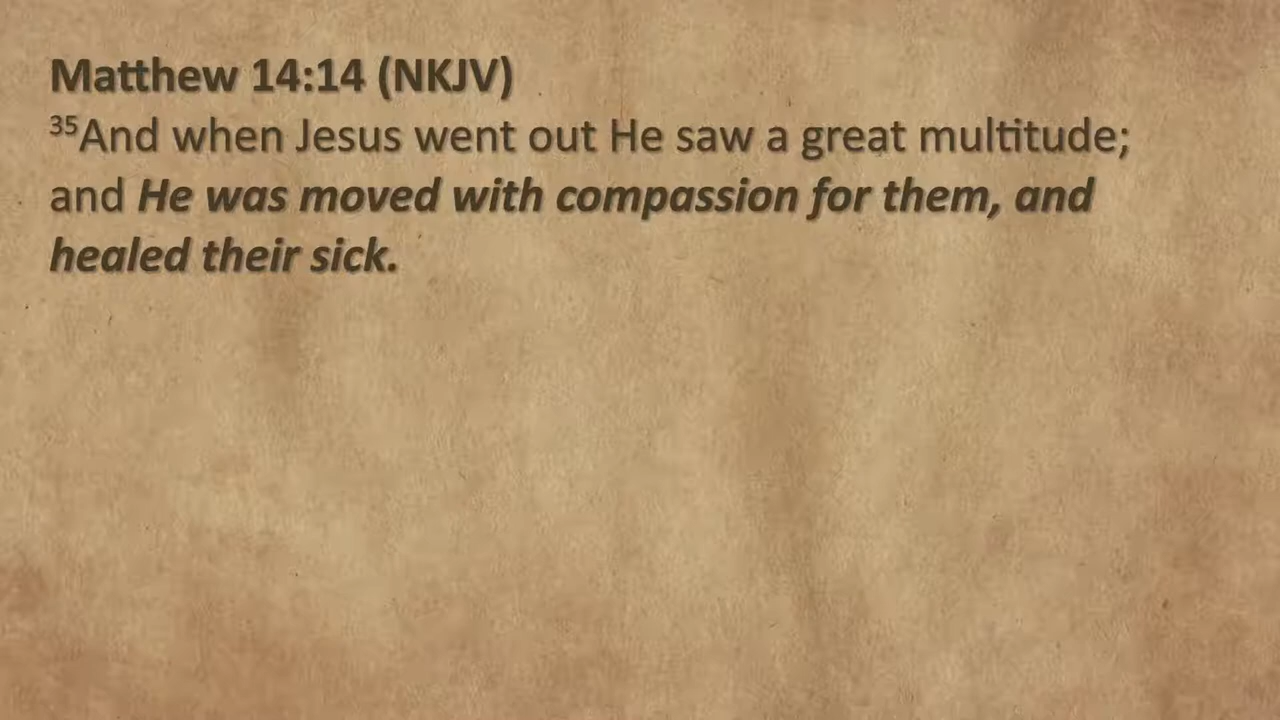 Matthew 14:14 (NKJV)
35And when Jesus went out He saw a great multitude;
and He was moved with compassion for them, and
healed their sick.